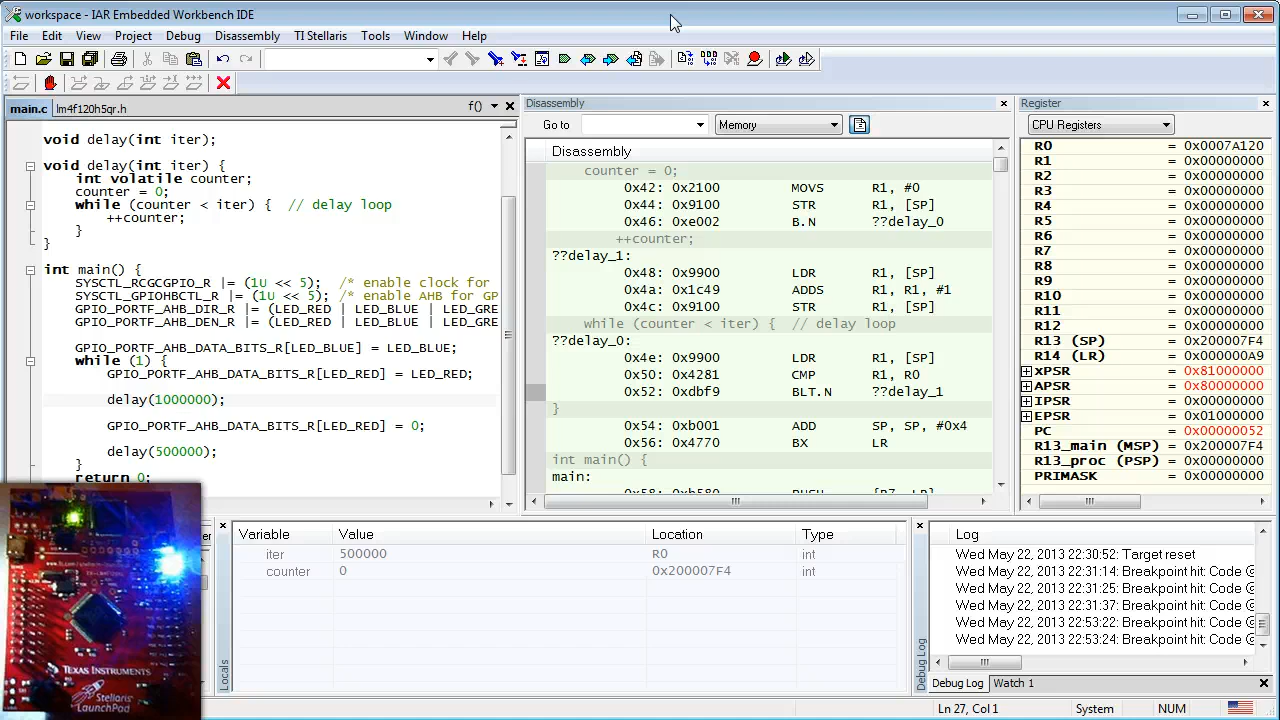 workspace - IAR Embedded Workbench IDE
File Edit View Project Debug Disassembly TI Stellaris Tools Window Help
main.c lm4f120h5qr.h f()
void delay(int iter);
void delay(int iter) {
int volatile counter;
counter = 0;
while (counter < iter) { // delay loop
++counter;
}
}
int main() {
SYSCTL_RCGCGPIO_R |= (1U << 5); /* enable clock for
SYSCTL_GPIOHBCTL_R |= (1U << 5); /* enable AHB for GP
GPIO_PORTF_AHB_DIR_R |= (LED_RED | LED_BLUE | LED_GRE
GPIO_PORTF_AHB_DEN_R |= (LED_RED | LED_BLUE | LED_GRE
GPIO_PORTF_AHB_DATA_BITS_R[LED_BLUE] = LED_BLUE;
while (1) {
GPIO_PORTF_AHB_DATA_BITS_R[LED_RED] = LED_RED;
delay(1000000);
GPIO_PORTF_AHB_DATA_BITS_R[LED_RED] = 0;
delay(500000);
}
return 0;
Disassembly
Go to Memory
Disassembly
counter = 0;
0x42: 0x2100 MOVS R1, #0
0x44: 0x9100 STR R1, [SP]
0x46: 0xe002 B.N ??delay_0
++counter;
??delay_1:
0x48: 0x9900 LDR R1, [SP]
0x4a: 0x1c49 ADDS R1, R1, #1
0x4c: 0x9100 STR R1, [SP]
while (counter < iter) { // delay loop
??delay_0:
0x4e: 0x9900 LDR R1, [SP]
0x50: 0x4281 CMP R1, R0
0x52: 0xdbf9 BLT.N ??delay_1
}
0x54: 0xb001 ADD SP, SP, #0x4
0x56: 0x4770 BX LR
int main() {
main:
0x58: 0xb580 PUSH {R7, LR}
Register
CPU Registers
R0 = 0x0007A120
R1 = 0x00000000
R2 = 0x00000000
R3 = 0x00000000
R4 = 0x00000000
R5 = 0x00000000
R6 = 0x00000000
R7 = 0x00000000
R8 = 0x00000000
R9 = 0x00000000
R10 = 0x00000000
R11 = 0x00000000
R12 = 0x00000000
R13 (SP) = 0x200007F4
R14 (LR) = 0x000000A9
XPSR = 0x81000000
APSR = 0x80000000
IPSR = 0x00000000
EPSR = 0x01000000
PC = 0x00000052
R13_main (MSP) = 0x200007F4
R13_proc (PSP) = 0x00000000
PRIMASK = 0x00000000
TEXAS INSTRUMENTS
Stellaris
LaunchPad
Locals
Variable Value Location Type
iter 500000 R0 int
counter 0 0x200007F4 int
Debug Log
Log
Wed May 22, 2013 22:30:52: Target reset
Wed May 22, 2013 22:31:14: Breakpoint hit: Code @
Wed May 22, 2013 22:31:25: Breakpoint hit: Code @
Wed May 22, 2013 22:31:37: Breakpoint hit: Code @
Wed May 22, 2013 22:53:22: Breakpoint hit: Code @
Wed May 22, 2013 22:53:24: Breakpoint hit: Code @
Debug Log Watch 1
Ln 27, Col 1 System NUM